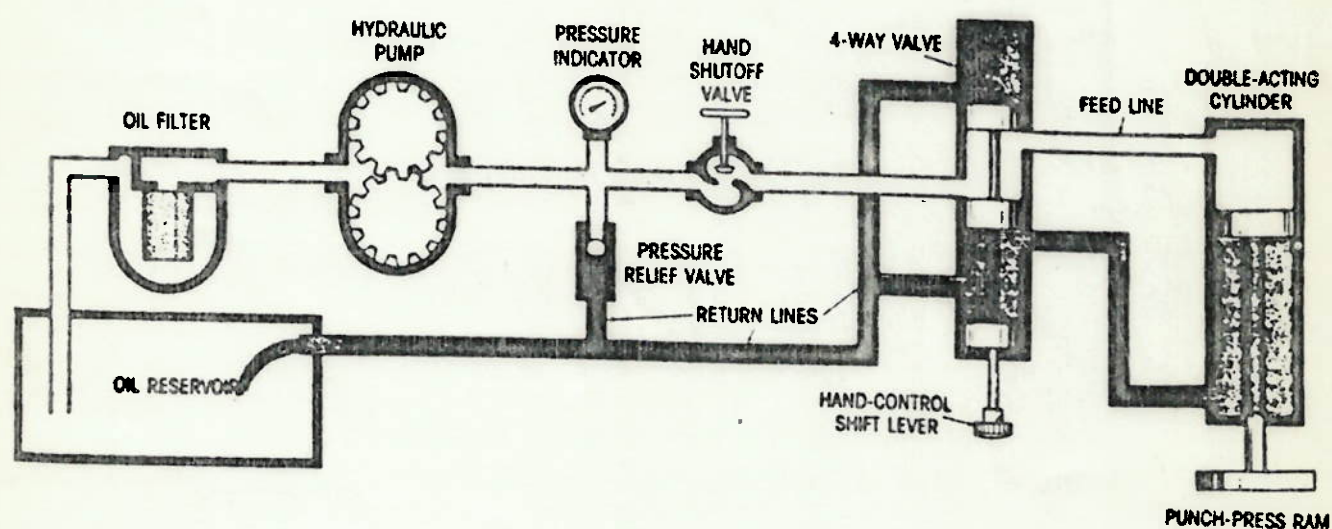 HYDRAULIC
PUMP
PRESSURE
INDICATOR
HAND
SHUTOFF
VALVE
4-WAY VALVE
DOUBLE-ACTING
CYLINDER
FEED LINE
OIL FILTER
PRESSURE
RELIEF VALVE
RETURN LINES
OIL RESERVOIR
HAND-CONTROL
SHIFT LEVER
PUNCH-PRESS RAM